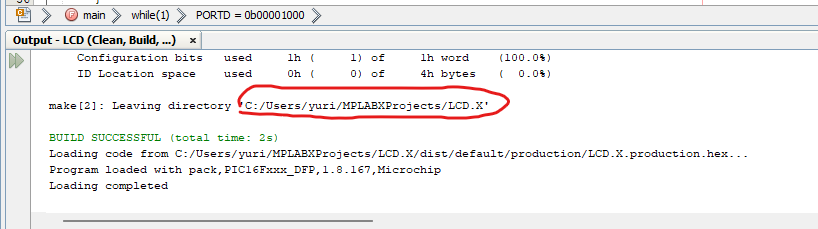 main while(1) PORTD = 0b00001000
Output - LCD (Clean, Build, ...) ×
Configuration bits used 1h ( 1) of 1h word (100.0%)
ID Location space used 0h ( 0) of 4h bytes ( 0.0%)
make[2]: Leaving directory 'C:/Users/yuri/MPLABXProjects/LCD.X'
BUILD SUCCESSFUL (total time: 2s)
Loading code from C:/Users/yuri/MPLABXProjects/LCD.X/dist/default/production/LCD.X.production.hex...
Program loaded with pack,PIC16Fxxx_DFP,1.8.167,Microchip
Loading completed